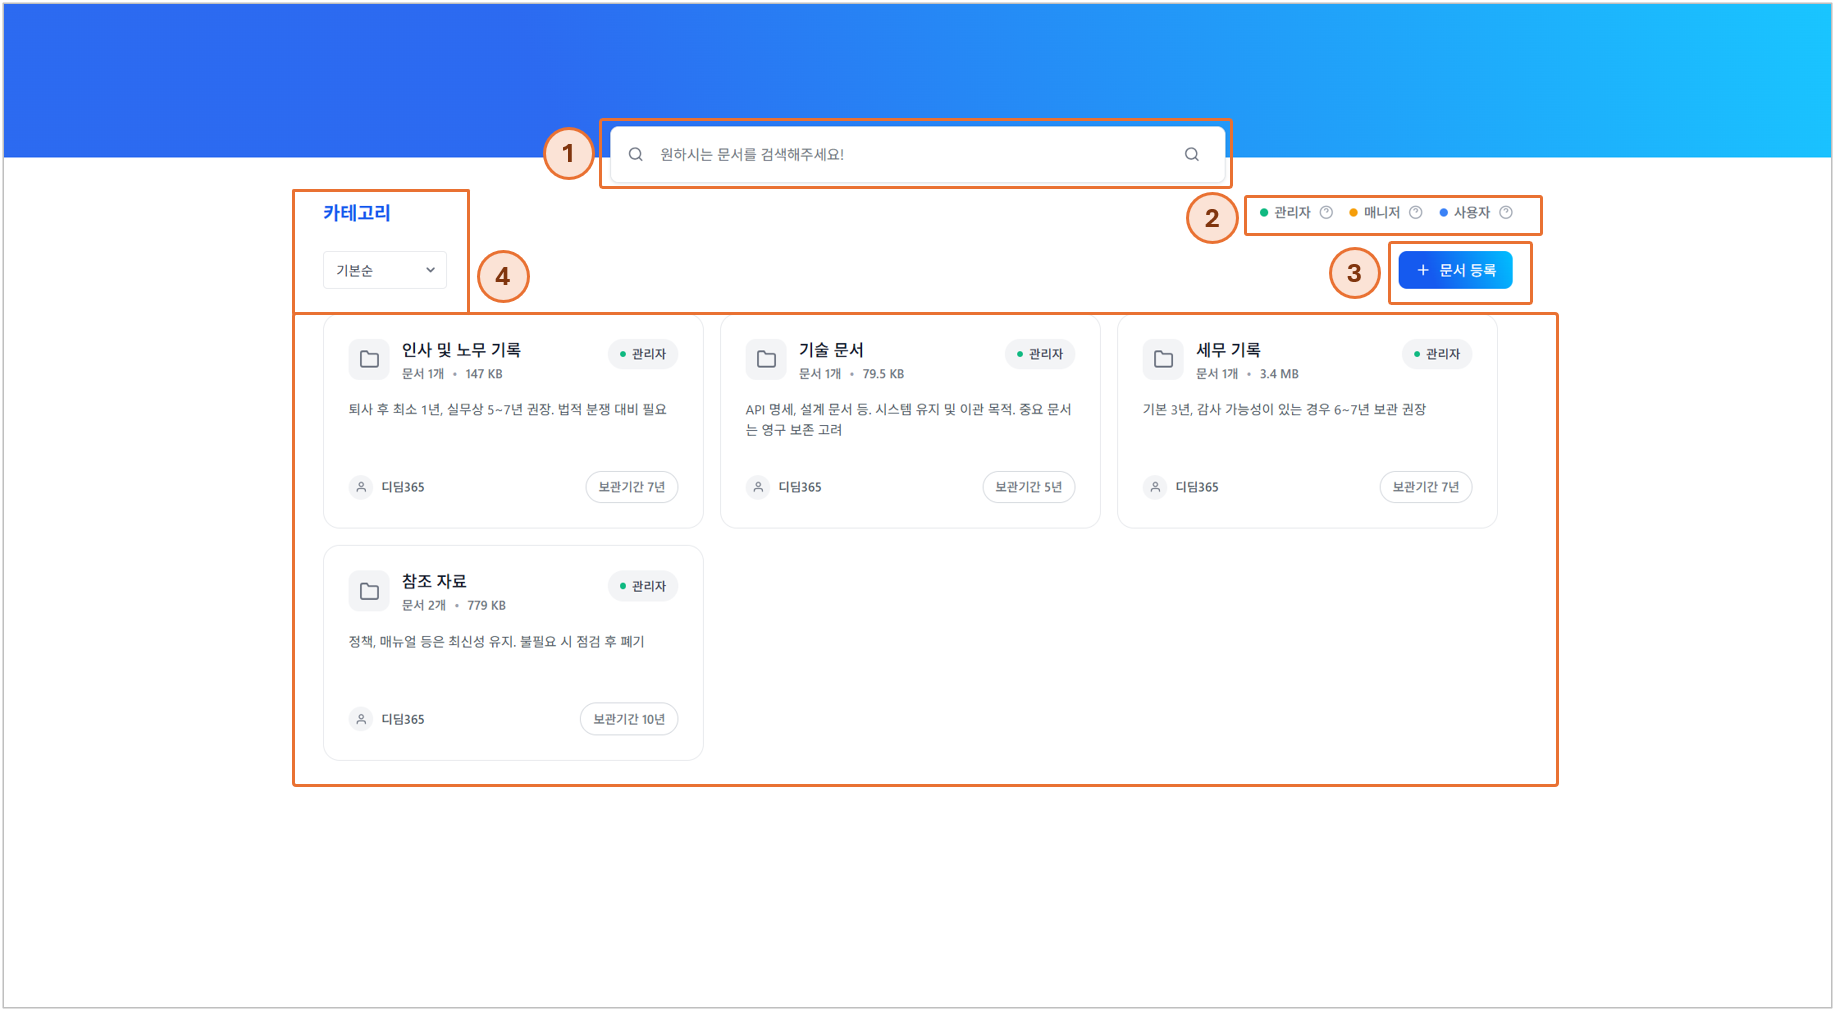 1
원하시는 문서를 검색해주세요!
카테고리
2
관리자
매니저
사용자
기본순
4
3
문서 등록
인사 및 노무 기록
관리자
문서 1개 • 147 KB
퇴사 후 최소 1년, 실무상 5~7년 권장. 법적 분쟁 대비 필요
디딤365
보관기간 7년
기술 문서
관리자
문서 1개 • 79.5 KB
API 명세, 설계 문서 등. 시스템 유지 및 이관 목적. 중요 문서
는 영구 보존 고려
디딤365
보관기간 5년
세무 기록
관리자
문서 1개 • 3.4 MB
기본 3년, 감사 가능성이 있는 경우 6~7년 보관 권장
디딤365
보관기간 7년
참조 자료
관리자
문서 2개 • 779 KB
정책, 매뉴얼 등은 최신성 유지. 불필요 시 점검 후 폐기
디딤365
보관기간 10년